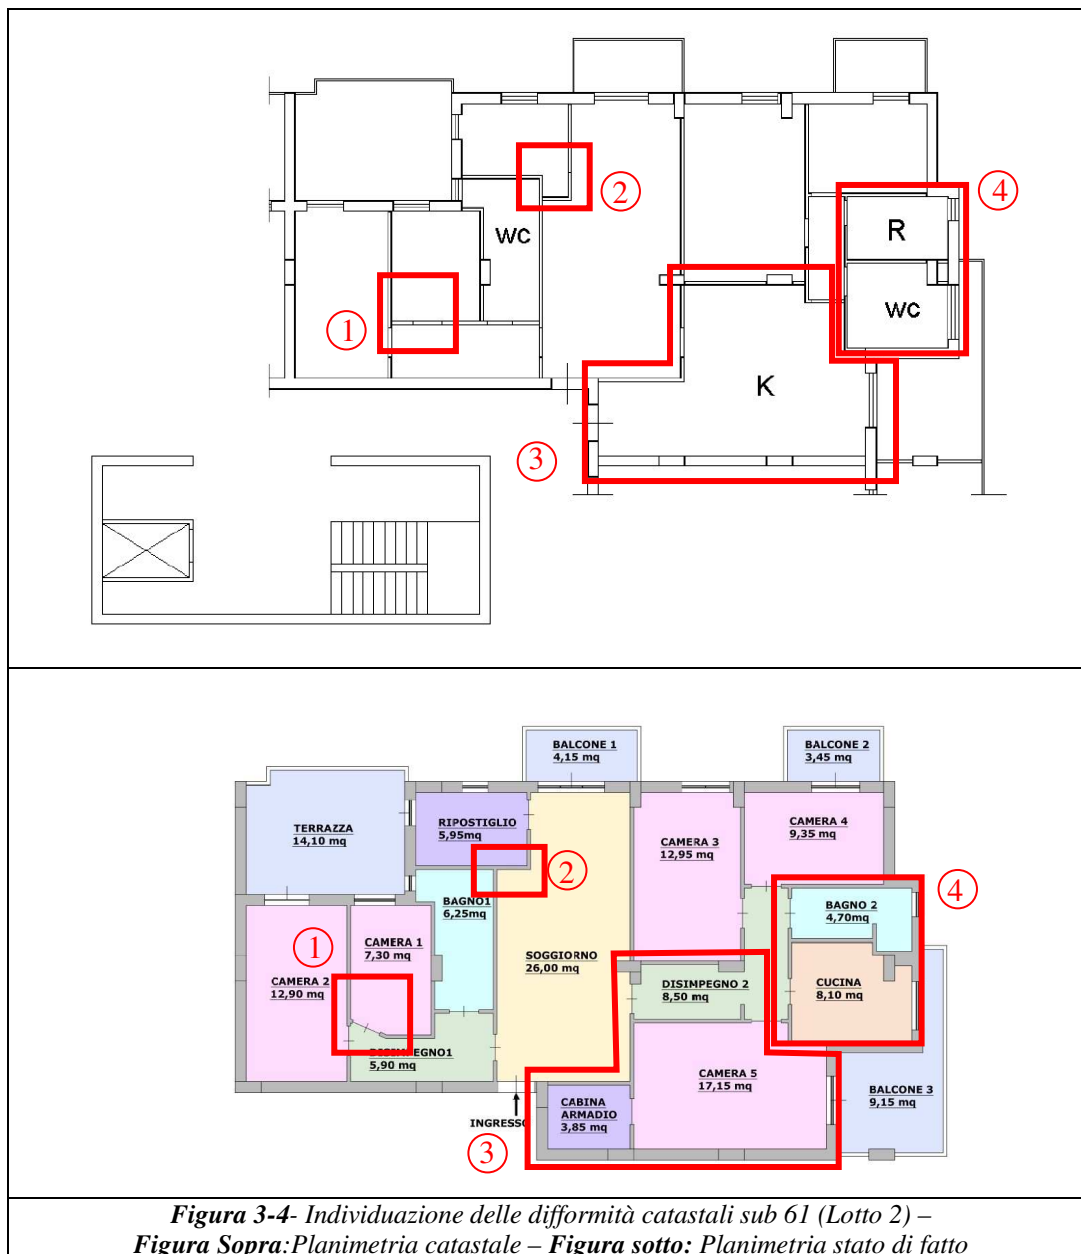 2
4
R
WC
WC
1
K
3
BALCONE 1
4,15 mq
BALCONE 2
3,45 mq
TERRAZZA
14,10 mq
RIPOSTIGLIO
5,95mq
CAMERA 3
12,95 mq
CAMERA 4
9,35 mq
2
4
BAGNO1
6,25mq
BAGNO 2
4,70mq
1
CAMERA 1
7,30 mq
SOGGIORNO
26,00 mq
CAMERA 2
12,90 mq
DISIMPEGNO 2
8,50 mq
CUCINA
8,10 mq
DISIMPEGNO1
5,90 mq
CAMERA 5
17,15 mq
BALCONE 3
9,15 mq
CABINA
ARMADIO
3,85 mq
INGRESSO
3
Figura 3-4- Individuazione delle difformità catastali sub 61 (Lotto 2) –
Figura Sopra:Planimetria catastale – Figura sotto: Planimetria stato di fatto